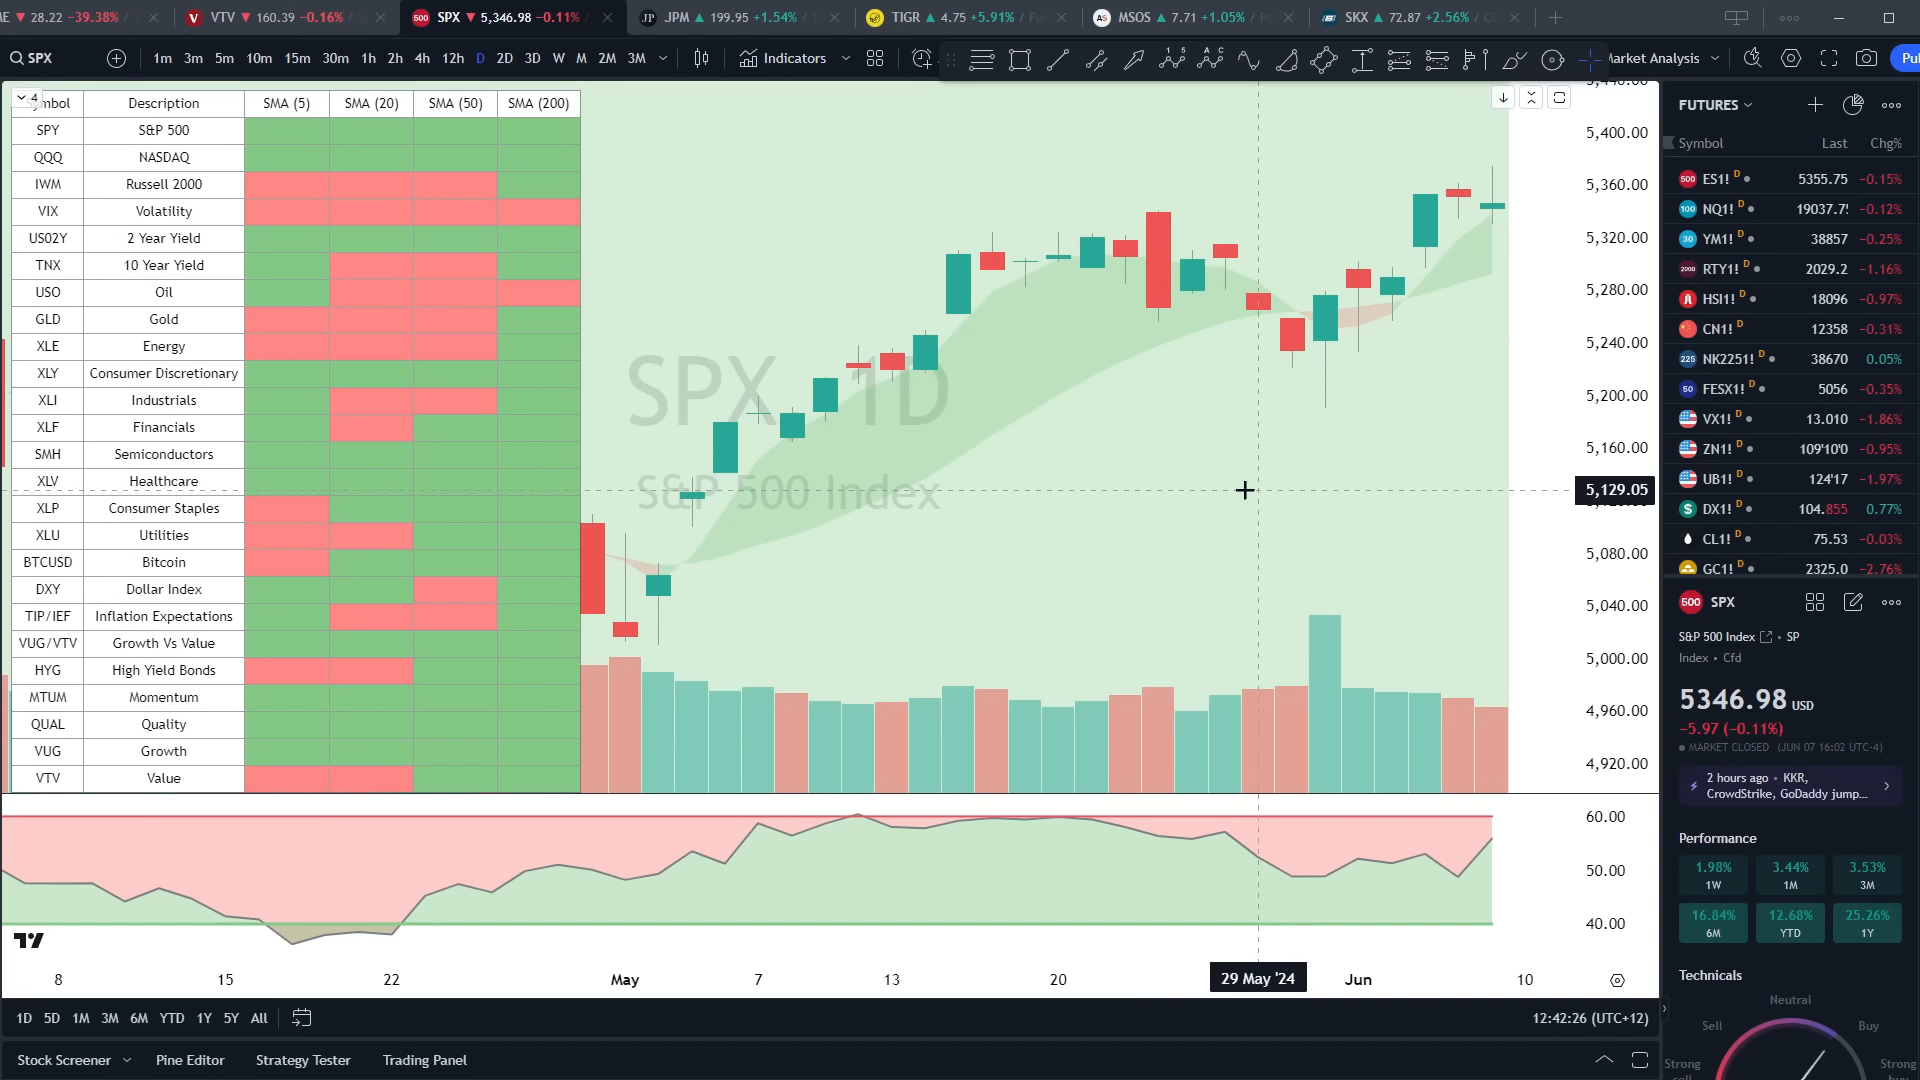 28.22 −39.38%
VTV 160.39 −0.16%
SPX 5,346.98 −0.11%
JPM 199.95 +1.54%
TIGR 4.75 +5.91%
MSOS 7.71 +1.05%
SKX 72.87 +2.56%
SPX
1m 3m 5m 10m 15m 30m 1h 2h 4h 12h D 2D 3D W M 2M 3M
Indicators
Market Analysis
Symbol Description SMA (5) SMA (20) SMA (50) SMA (200)
4
SPY S&P 500
QQQ NASDAQ
IWM Russell 2000
VIX Volatility
US02Y 2 Year Yield
TNX 10 Year Yield
USO Oil
GLD Gold
XLE Energy
XLY Consumer Discretionary
XLI Industrials
XLF Financials
SMH Semiconductors
XLV Healthcare
XLP Consumer Staples
XLU Utilities
BTCUSD Bitcoin
DXY Dollar Index
TIP/IEF Inflation Expectations
VUG/VTV Growth Vs Value
HYG High Yield Bonds
MTUM Momentum
QUAL Quality
VUG Growth
VTV Value
SPX 1D
S&P 500 Index
5,400.00
5,360.00
5,320.00
5,280.00
5,240.00
5,200.00
5,160.00
5,129.05
5,080.00
5,040.00
5,000.00
4,960.00
4,920.00
60.00
50.00
40.00
8 15 22 May 7 13 20 29 May '24 Jun 10
1D 5D 1M 3M 6M YTD 1Y 5Y All
12:42:26 (UTC+12)
Stock Screener Pine Editor Strategy Tester Trading Panel
FUTURES
Symbol Last Chg%
500 ES1! D 5355.75 −0.15%
100 NQ1! D −0.12%
30 YM1! D 38857 −0.25%
2000 RTY1! D 2029.2 −1.16%
HSI1! D 18096 −0.97%
CN1! D 12358 −0.31%
225 NK2251! D 38670 0.05%
50 FESX1! D 5056 −0.35%
VX1! D 13.010 −1.86%
ZN1! D 109'10'0 −0.95%
UB1! D 124'17 −1.97%
$ DX1! D 104.855 0.77%
CL1! D 75.53 −0.03%
GC1! D 2325.0 −2.76%
500 SPX
S&P 500 Index • SP
Index • Cfd
5346.98 USD
−5.97 (−0.11%)
MARKET CLOSED (JUN 07 16:02 UTC-4)
2 hours ago • KKR,
CrowdStrike, GoDaddy jump...
Performance
1.98% 3.44% 3.53%
1W 1M 3M
16.84% 12.68% 25.26%
6M YTD 1Y
Technicals
Neutral
Sell Buy
Strong Strong